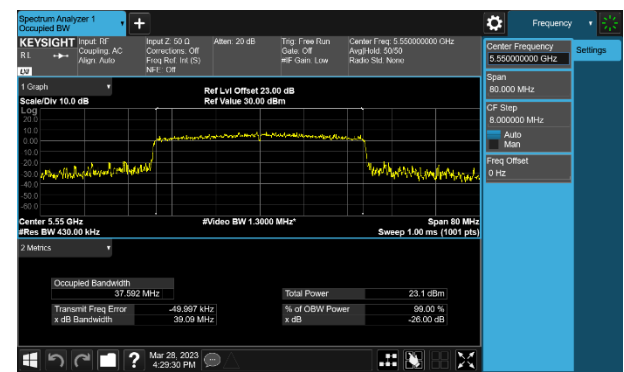 Spectrum Analyzer 1
Occupied BW
+
Frequency
KEYSIGHT
Input: RF
Coupling: AC
Align: Auto
Input Z: 50 Ω
Corrections: Off
Freq Ref: Int (S)
NFE: Off
Atten: 20 dB
Trig: Free Run
Gate: Off
#IF Gain: Low
Center Freq: 5.550000000 GHz
Avg|Hold: 50/50
Radio Std: None
1 Graph
Scale/Div 10.0 dB
Ref Lvl Offset 23.00 dB
Ref Value 30.00 dBm
Log
20.0
10.0
0.00
-10.0
-20.0
-30.0
-40.0
-50.0
-60.0
Center 5.55 GHz
#Res BW 430.00 kHz
#Video BW 1.3000 MHz*
Span 80 MHz
Sweep 1.00 ms (1001 pts)
2 Metrics
Occupied Bandwidth
37.592 MHz
Total Power 23.1 dBm
Transmit Freq Error -49.997 kHz
% of OBW Power 99.00 %
x dB Bandwidth 39.09 MHz
x dB -26.00 dB
Mar 28, 2023
4:29:30 PM
?
Center Frequency
5.550000000 GHz
Settings
Span
80.000 MHz
CF Step
8.000000 MHz
Auto
Man
Freq Offset
0 Hz